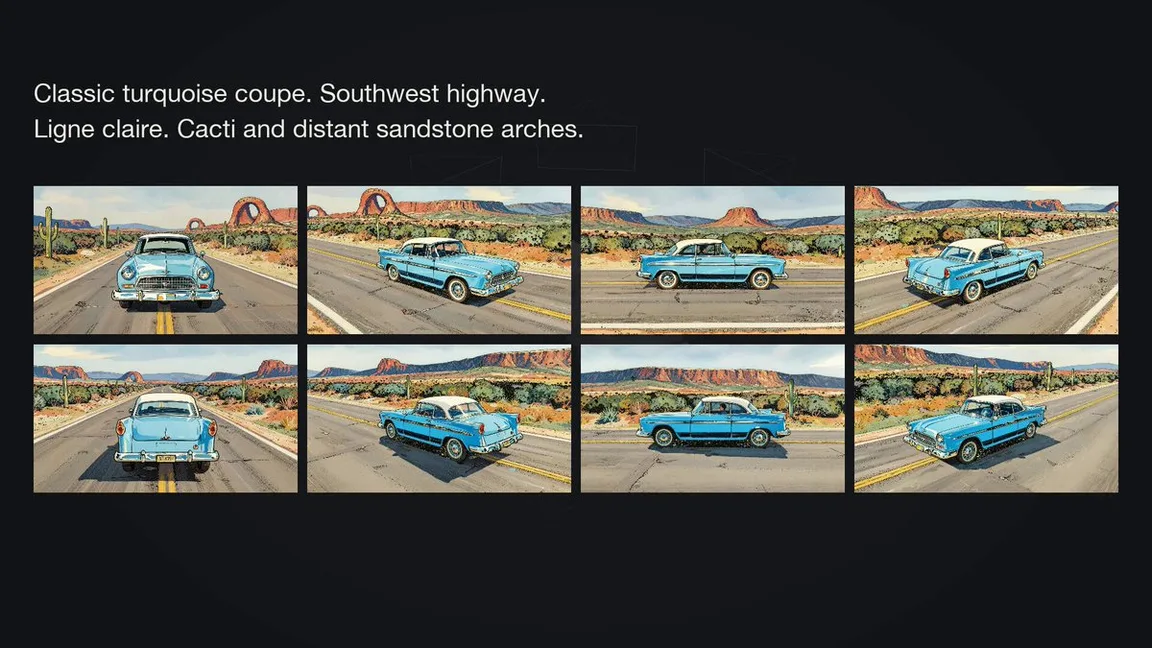 Classic turquoise coupe. Southwest highway.
Ligne claire. Cacti and distant sandstone arches.